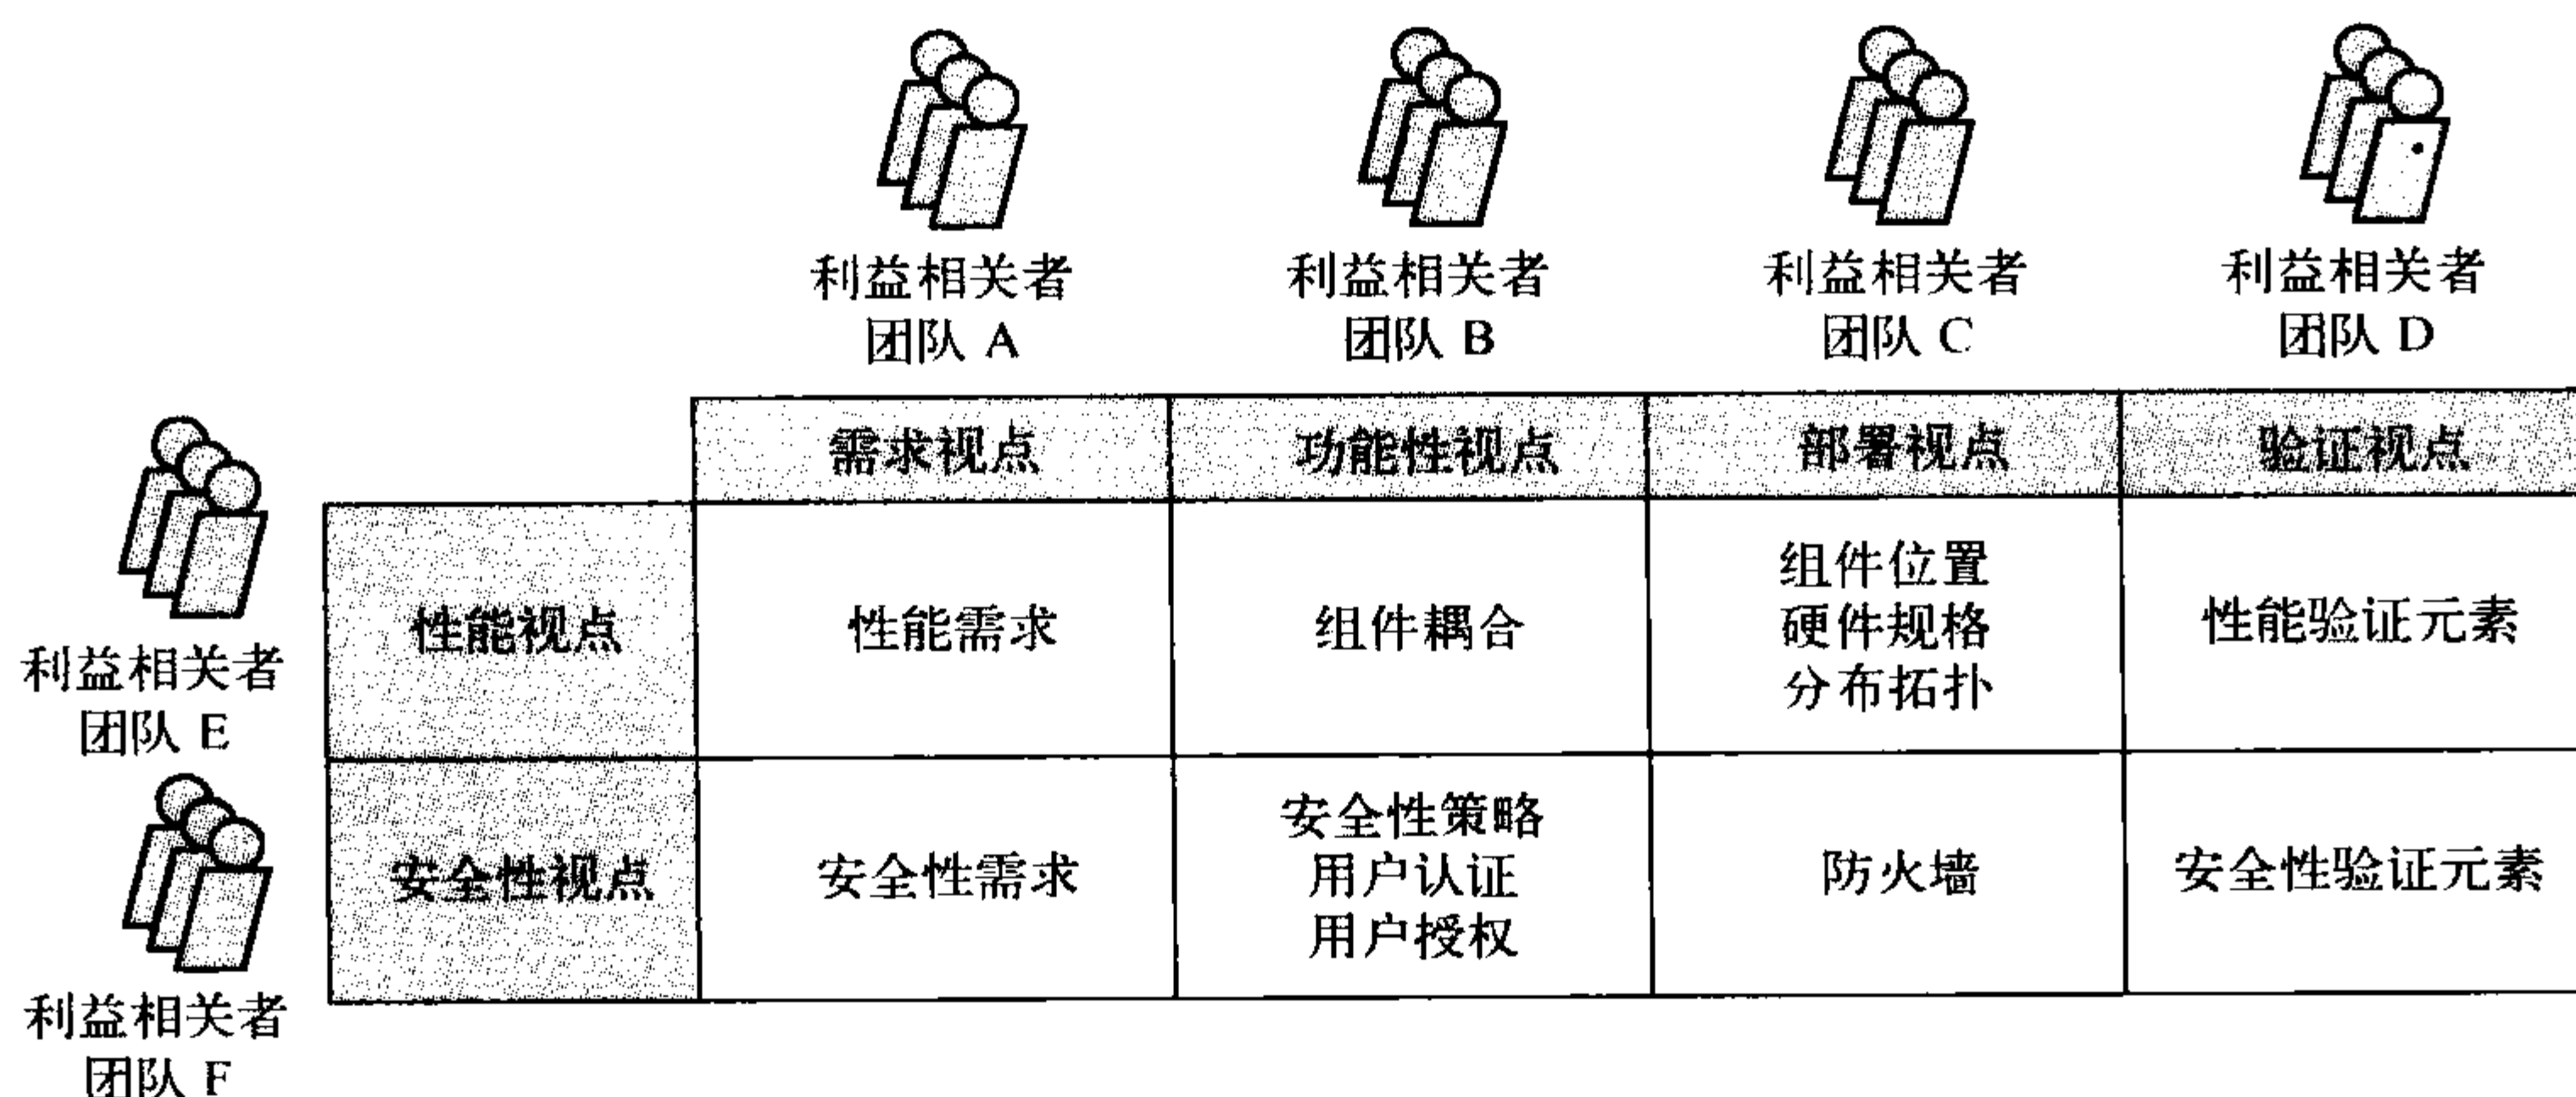 利益相关者
团队 A
利益相关者
团队 B
利益相关者
团队 C
利益相关者
团队 D
需求视点
功能性视点
部署视点
验证视点
利益相关者
团队 E
性能视点
性能需求
组件耦合
组件位置
硬件规格
分布拓扑
性能验证元素
利益相关者
团队 F
安全性视点
安全性需求
安全性策略
用户认证
用户授权
防火墙
安全性验证元素